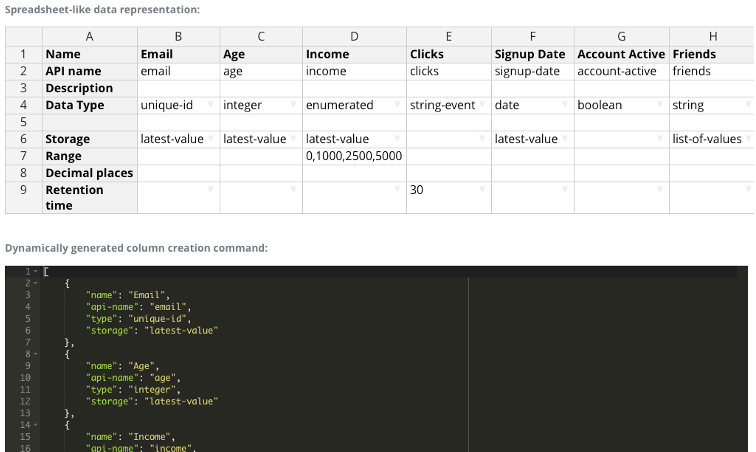 Spreadsheet-like data representation:
A B C D E F G H
1 Name Email Age Income Clicks Signup Date Account Active Friends
2 API name email age income clicks signup-date account-active friends
3 Description
4 Data Type unique-id integer enumerated string-event date boolean string
5
6 Storage latest-value latest-value latest-value latest-value list-of-values
7 Range 0,1000,2500,5000
8 Decimal places
9 Retention 30
time
Dynamically generated column creation command:
1 [
2 {
3 "name": "Email",
4 "api-name": "email",
5 "type": "unique-id",
6 "storage": "latest-value"
7 },
8 {
9 "name": "Age",
10 "api-name": "age",
11 "type": "integer",
12 "storage": "latest-value"
13 },
14 {
15 "name": "Income",
16 "api-name": "income",